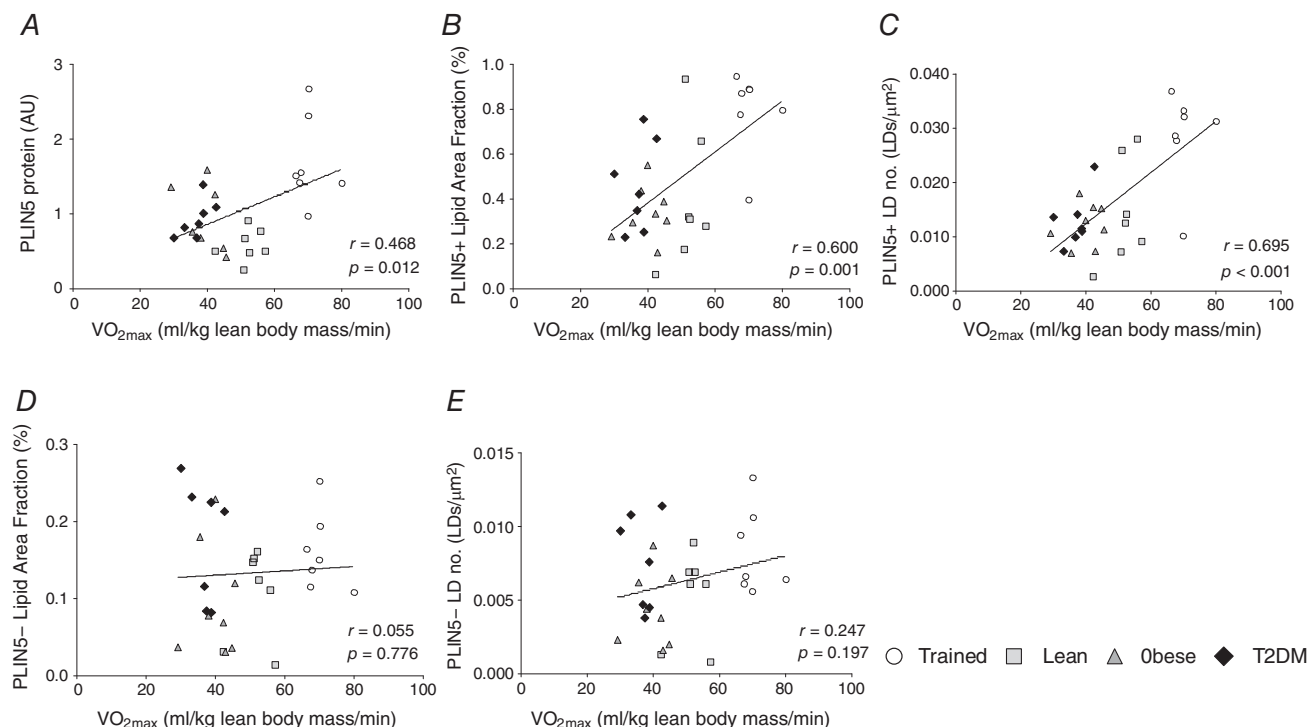 A
PLIN5 protein (AU)
3
2
1
0
0 20 40 60 80 100
r = 0.468
p = 0.012
VO2max (ml/kg lean body mass/min)
B
PLIN5+ Lipid Area Fraction (%)
1.0
0.8
0.6
0.4
0.2
0.0
0 20 40 60 80 100
r = 0.600
p = 0.001
VO2max (ml/kg lean body mass/min)
C
PLIN5+ LD no. (LDs/µm²)
0.040
0.030
0.020
0.010
0.000
0 20 40 60 80 100
r = 0.695
p < 0.001
VO2max (ml/kg lean body mass/min)
D
PLIN5– Lipid Area Fraction (%)
0.3
0.2
0.1
0.0
0 20 40 60 80 100
r = 0.055
p = 0.776
VO2max (ml/kg lean body mass/min)
E
PLIN5– LD no. (LDs/µm²)
0.015
0.010
0.005
0.000
0 20 40 60 80 100
r = 0.247
p = 0.197
VO2max (ml/kg lean body mass/min)
Trained Lean 0bese T2DM